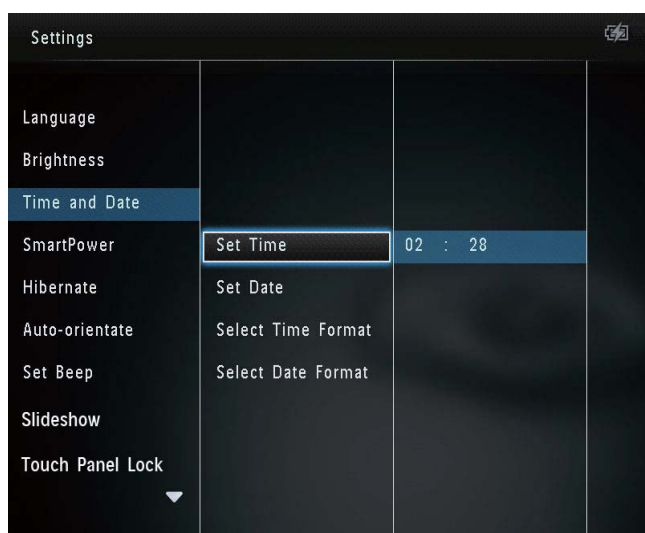 Settings
Language
Brightness
Time and Date
SmartPower
Hibernate
Auto-orientate
Set Beep
Slideshow
Touch Panel Lock
Set Time
Set Date
Select Time Format
Select Date Format
02 : 28